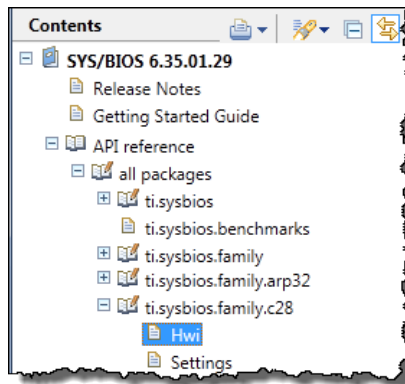 Contents
SYS/BIOS 6.35.01.29
Release Notes
Getting Started Guide
API reference
all packages
ti.sysbios
ti.sysbios.benchmarks
ti.sysbios.family
ti.sysbios.family.arp32
ti.sysbios.family.c28
Hwi
Settings